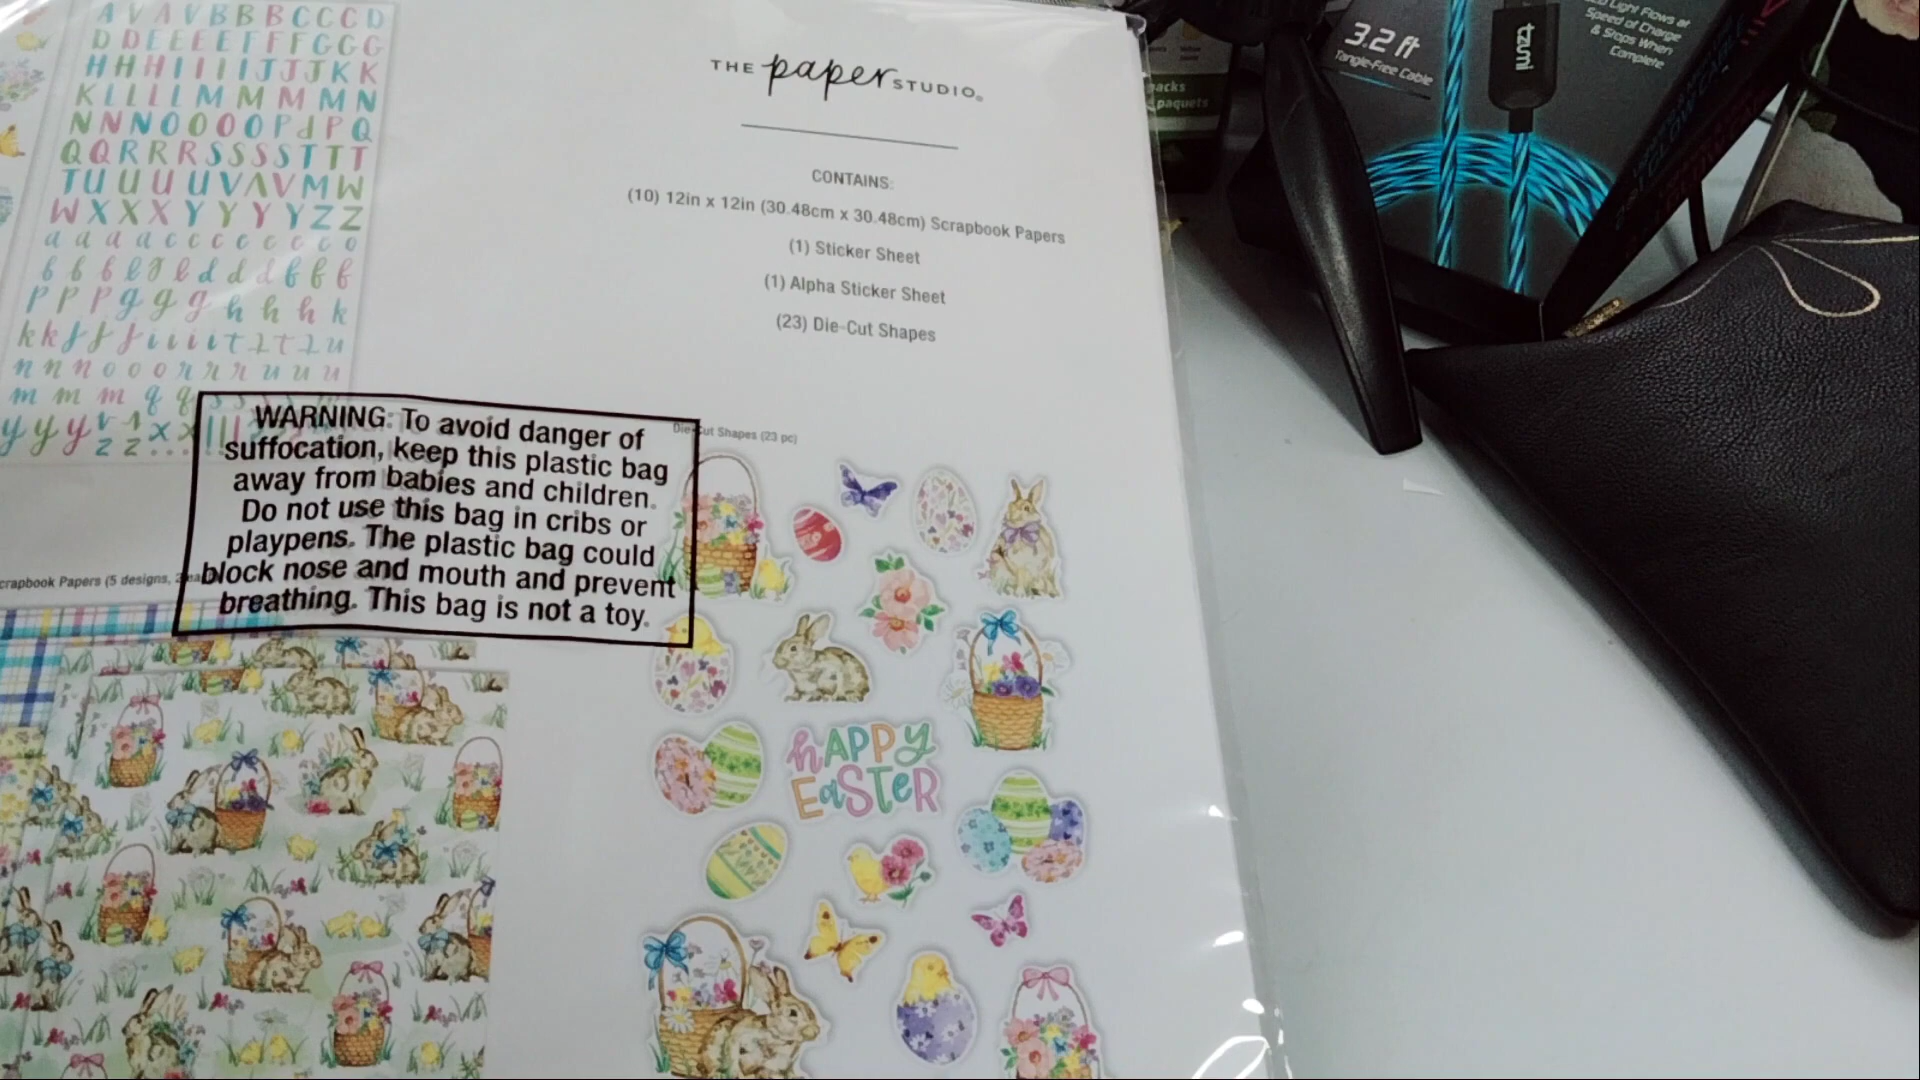 THE paper STUDIO®
CONTAINS:
(10) 12in x 12in (30.48cm x 30.48cm) Scrapbook Papers
(1) Sticker Sheet
(1) Alpha Sticker Sheet
(23) Die-Cut Shapes
A V A V B B B C C C D
D D E E E E F F F G G G
H H H I I I I J J J K K
K L L L L M M M M M N
N N N N O O O O P d P Q
Q Q R R R R S S S S T T T
T U U U U V Λ V M W
W X X X Y Y Y Y Z Z
WARNING: To avoid danger of
suffocation, keep this plastic bag
away from babies and children.
Do not use this bag in cribs or
playpens. The plastic bag could
block nose and mouth and prevent
breathing. This bag is not a toy.
Die-Cut Shapes (23 pc)
Papers (5 designs,
hAPPy
EaSTeR
3.2 ft
Tangle-Free Cable
tzumi
Light Flows at
Speed of Charge
& Stops When
Complete
paquets